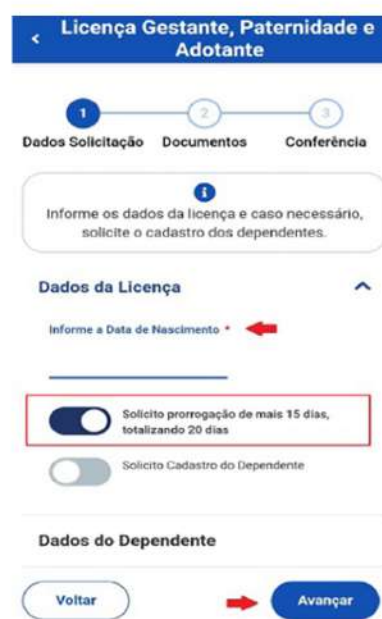 Licença Gestante, Paternidade e
Adotante
1
2
3
Dados Solicitação Documentos Conferência
Informe os dados da licença e caso necessário,
solicite o cadastro dos dependentes.
Dados da Licença
Informe a Data de Nascimento *
Solicito prorrogação de mais 15 dias,
totalizando 20 dias
Solicito Cadastro do Dependente
Dados do Dependente
Voltar
Avançar